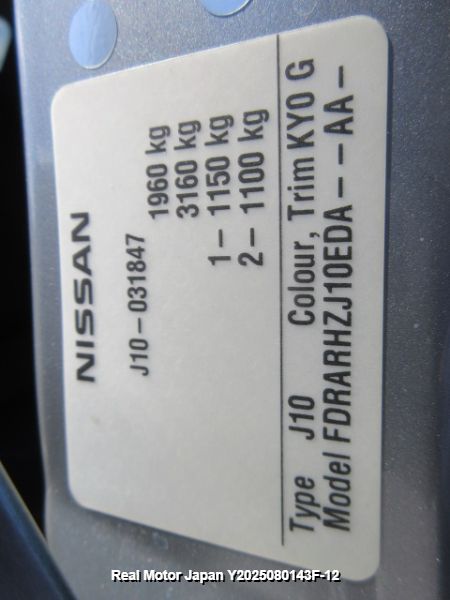 NISSAN
J10-031847
1960 kg
3160 kg
1- 1150 kg
2- 1100 kg
Type J10 Colour, Trim KY0 G
Model FDRARHZJ10EDA - - AA -
Real Motor Japan Y2025080143F-12